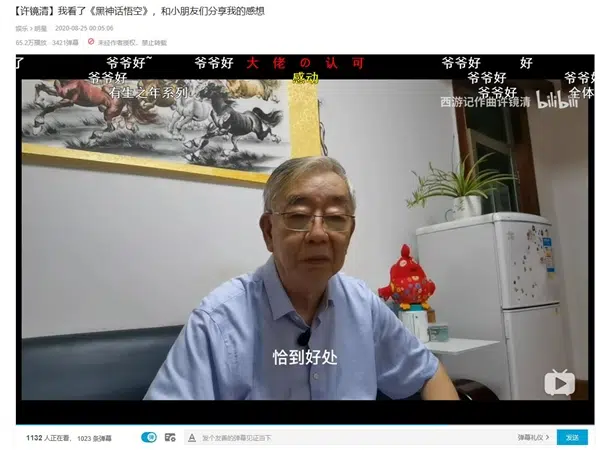 【许镜清】我看了《黑神话悟空》，和小朋友们分享我的感想
娱乐 > 明星 2020-08-25 00:05:06
65.2万播放 · 3421弹幕 未经作者授权，禁止转载
了 爷爷好~ 爷爷好 大佬の认可 爷爷好 好
爷爷好 感动 爷爷好 爷爷好
有生之年系列 爷爷好 全体
西游记作曲许镜清 bilibili
恰到好处
1132 人正在看， 1023 条弹幕 发个友善的弹幕见证当下 弹幕礼仪 > 发送